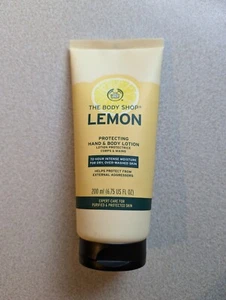 THE BODY SHOP®
LEMON
PROTECTING
HAND & BODY LOTION
LOTION PROTECTRICE
CORPS & MAINS
72-HOUR INTENSE MOISTURE
FOR DRY, OVER-WASHED SKIN
HELPS PROTECT FROM
EXTERNAL AGGRESSORS
200 ml (6.75 US FL OZ)
EXPERT CARE FOR
PURIFIED & PROTECTED SKIN